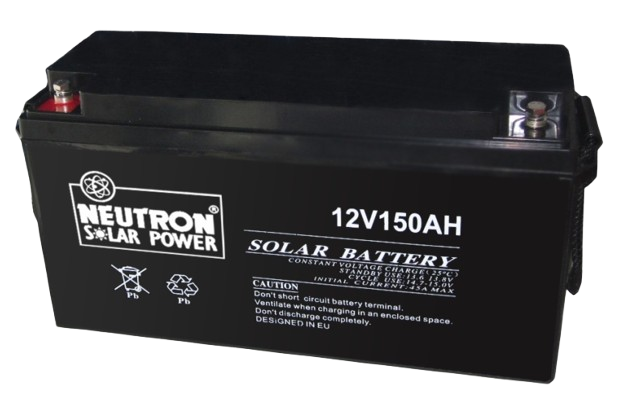 NEUTRON®
SOLAR POWER
12V150AH
SOLAR BATTERY
CONSTANT VOLTAGE CHARGE (25°C)
STANDBY USE:13.6-13.8V
CYCLE USE:14.7-15.0V
INITIAL CURRENT:45A MAX
CAUTION
Don't short circuit battery terminal.
Ventilate when charging in an enclosed space.
Don't discharge completely.
DESIGNED IN EU
Pb
Pb